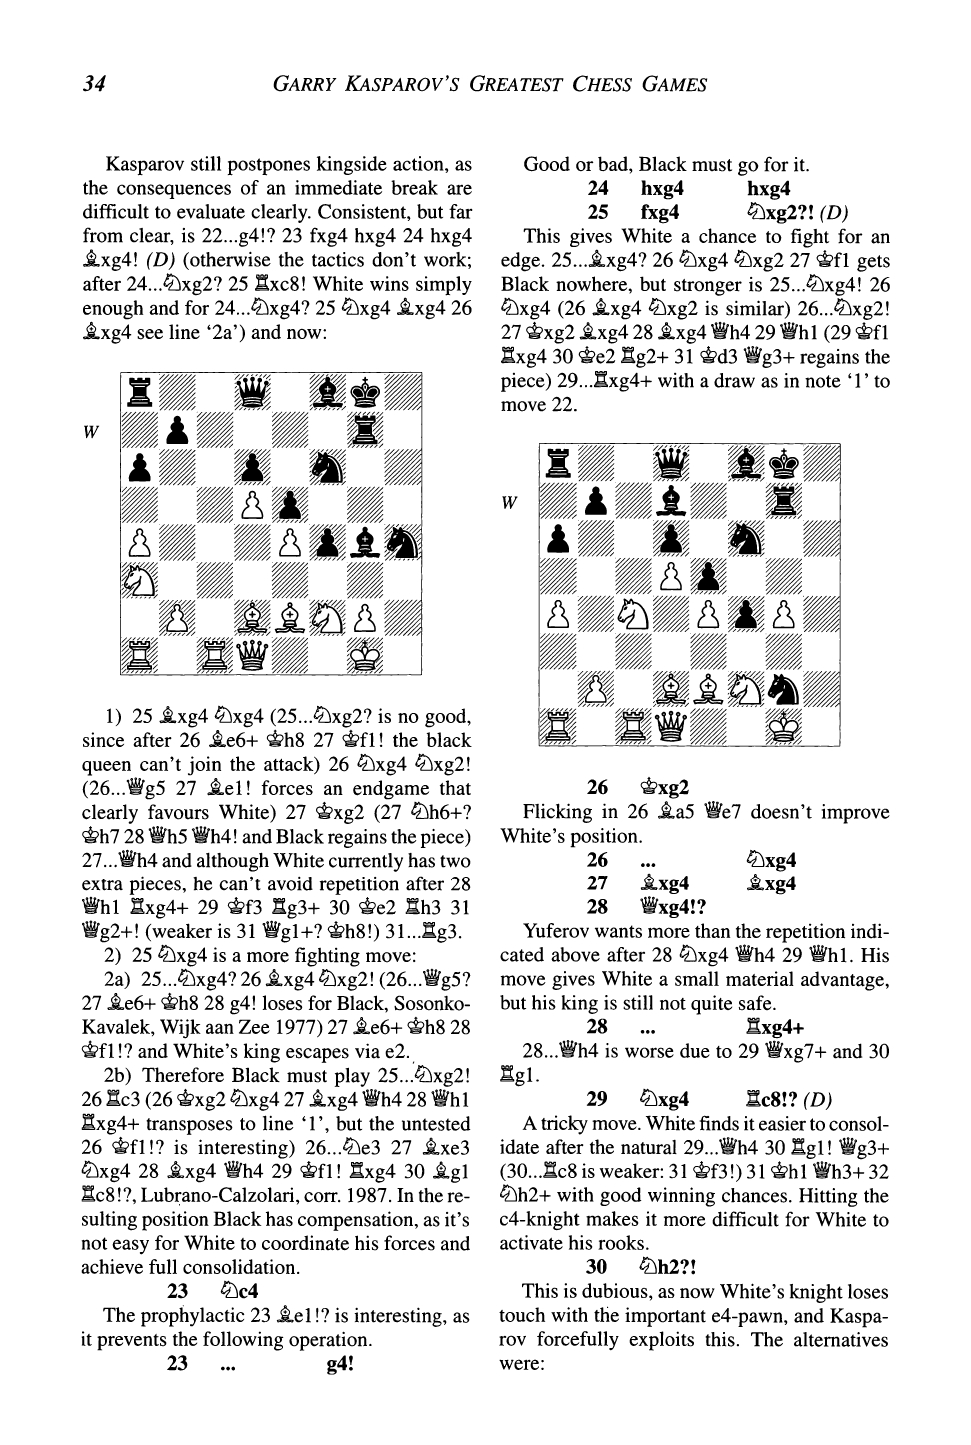 34 GARRY KASPAROV'S GREATEST CHESS GAMES
Kasparov still postpones kingside action, as
the consequences of an immediate break are
difficult to evaluate clearly. Consistent, but far
from clear, is 22...g4!? 23 fxg4 hxg4 24 hxg4
♗xg4! (D) (otherwise the tactics don't work;
after 24...♘xg2? 25 ♖xc8! White wins simply
enough and for 24...♘xg4? 25 ♘xg4 ♗xg4 26
♗xg4 see line '2a') and now:
W
1) 25 ♗xg4 ♘xg4 (25...♘xg2? is no good,
since after 26 ♗e6+ ♔h8 27 ♔f1! the black
queen can't join the attack) 26 ♘xg4 ♘xg2!
(26...♕g5 27 ♗e1! forces an endgame that
clearly favours White) 27 ♔xg2 (27 ♘h6+?
♔h7 28 ♕h5 ♕h4! and Black regains the piece)
27...♕h4 and although White currently has two
extra pieces, he can't avoid repetition after 28
♕h1 ♖xg4+ 29 ♔f3 ♖g3+ 30 ♔e2 ♖h3 31
♕g2+! (weaker is 31 ♕g1+? ♔h8!) 31...♖g3.
2) 25 ♘xg4 is a more fighting move:
2a) 25...♘xg4? 26 ♗xg4 ♘xg2! (26...♕g5?
27 ♗e6+ ♔h8 28 g4! loses for Black, Sosonko-
Kavalek, Wijk aan Zee 1977) 27 ♗e6+ ♔h8 28
♔f1!? and White's king escapes via e2.
2b) Therefore Black must play 25...♘xg2!
26 ♖c3 (26 ♔xg2 ♘xg4 27 ♗xg4 ♕h4 28 ♕h1
♖xg4+ transposes to line '1', but the untested
26 ♔f1!? is interesting) 26...♘e3 27 ♗xe3
♘xg4 28 ♗xg4 ♕h4 29 ♔f1! ♖xg4 30 ♗g1
♖c8!?, Lubrano-Calzolari, corr. 1987. In the re-
sulting position Black has compensation, as it's
not easy for White to coordinate his forces and
achieve full consolidation.
23 ♘c4
The prophylactic 23 ♗e1!? is interesting, as
it prevents the following operation.
23 ... g4!
Good or bad, Black must go for it.
24 hxg4 hxg4
25 fxg4 ♘xg2?! (D)
This gives White a chance to fight for an
edge. 25...♗xg4? 26 ♘xg4 ♘xg2 27 ♔f1 gets
Black nowhere, but stronger is 25...♘xg4! 26
♘xg4 (26 ♗xg4 ♘xg2 is similar) 26...♘xg2!
27 ♔xg2 ♗xg4 28 ♗xg4 ♕h4 29 ♕h1 (29 ♔f1
♖xg4 30 ♔e2 ♖g2+ 31 ♔d3 ♕g3+ regains the
piece) 29...♖xg4+ with a draw as in note '1' to
move 22.
W
26 ♔xg2
Flicking in 26 ♗a5 ♕e7 doesn't improve
White's position.
26 ... ♘xg4
27 ♗xg4 ♗xg4
28 ♕xg4!?
Yuferov wants more than the repetition indi-
cated above after 28 ♘xg4 ♕h4 29 ♕h1. His
move gives White a small material advantage,
but his king is still not quite safe.
28 ... ♖xg4+
28...♕h4 is worse due to 29 ♕xg7+ and 30
♖g1.
29 ♘xg4 ♖c8!? (D)
A tricky move. White finds it easier to consol-
idate after the natural 29...♕h4 30 ♖g1! ♕g3+
(30...♖c8 is weaker: 31 ♔f3!) 31 ♔h1 ♕h3+ 32
♘h2+ with good winning chances. Hitting the
c4-knight makes it more difficult for White to
activate his rooks.
30 ♘h2?!
This is dubious, as now White's knight loses
touch with the important e4-pawn, and Kaspa-
rov forcefully exploits this. The alternatives
were: